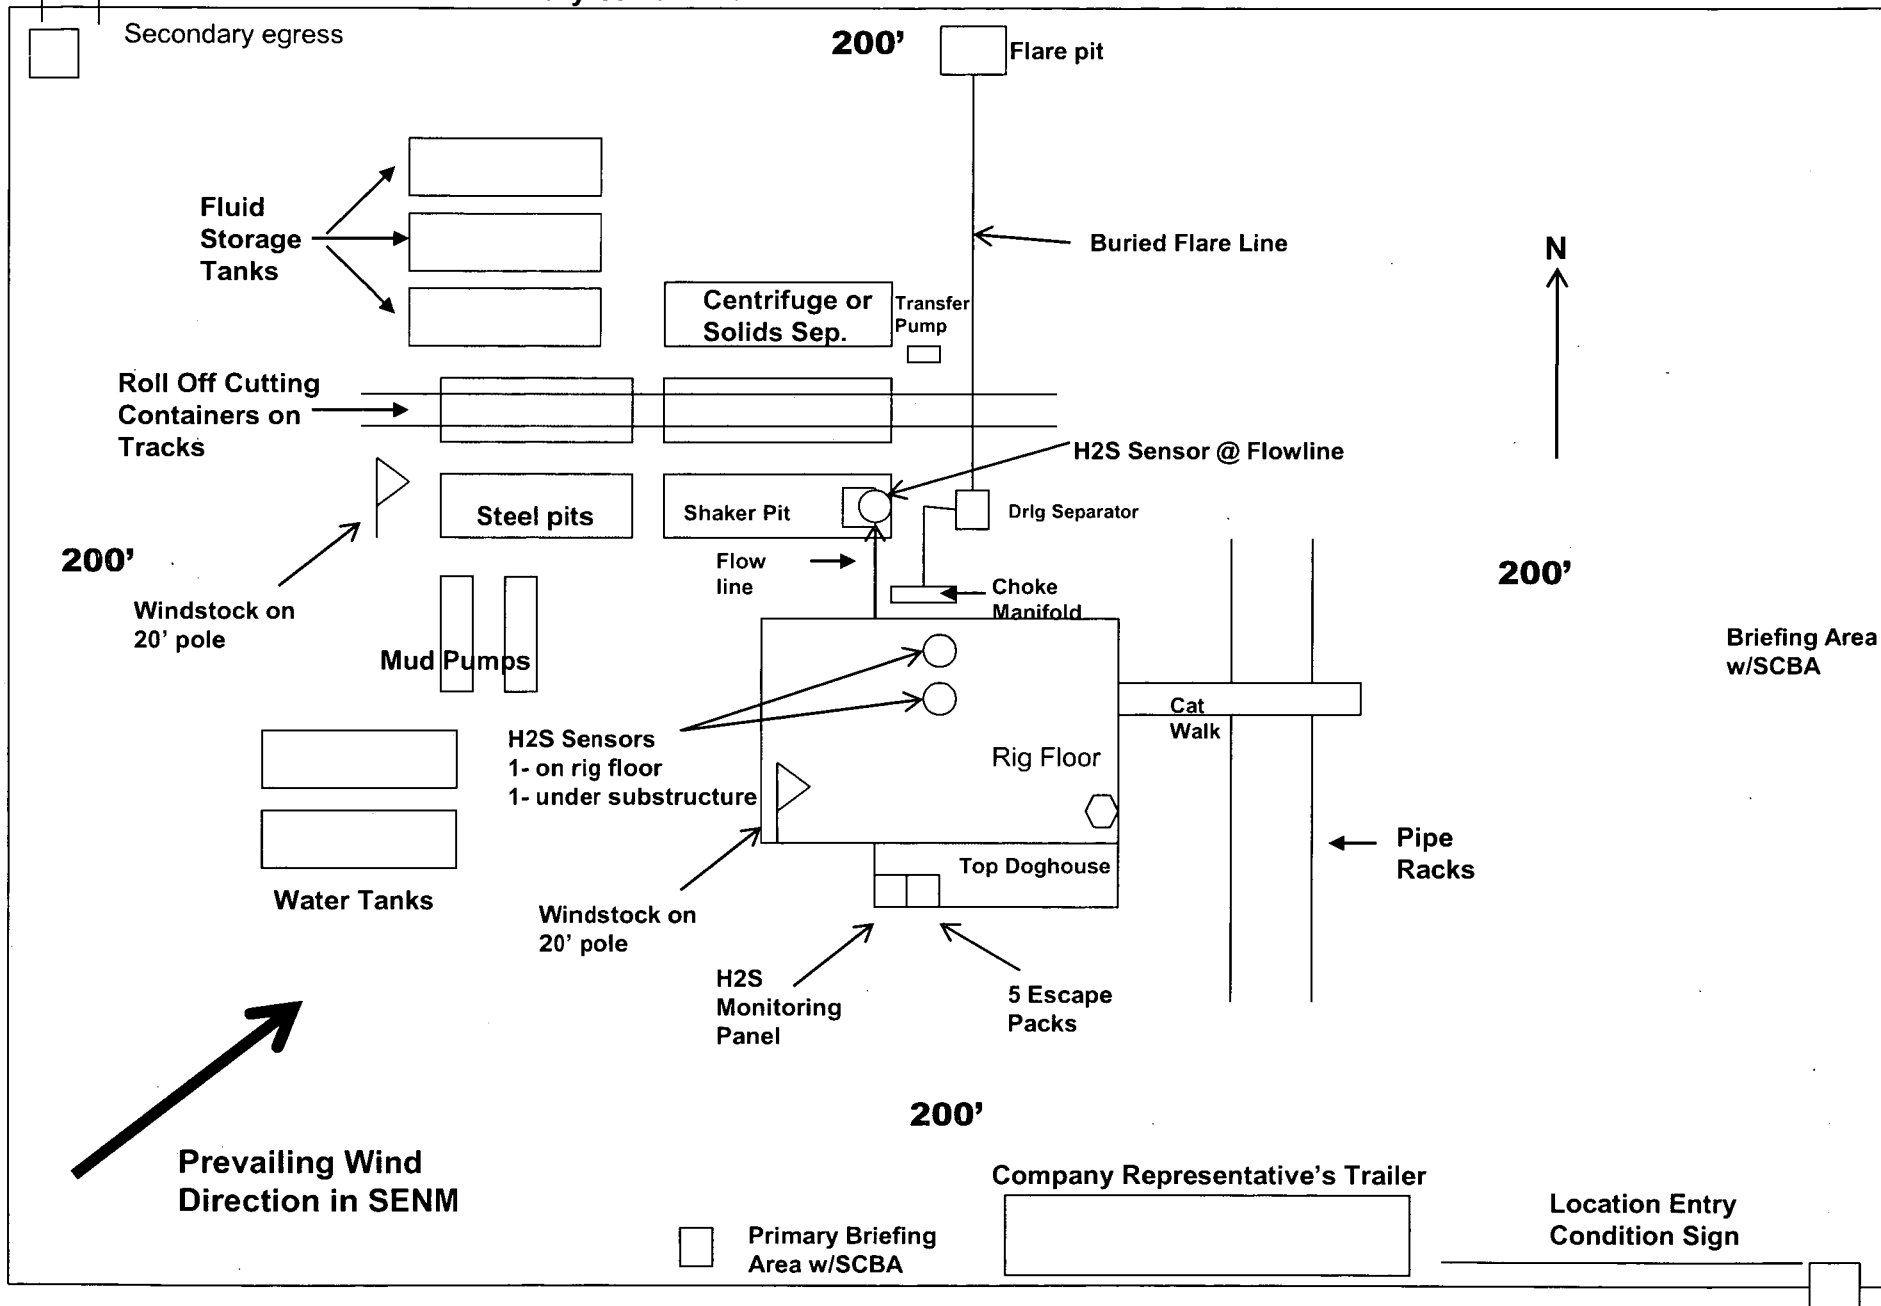 Secondary egress
200’
Flare pit
Fluid
Storage
Tanks
Buried Flare Line
N
Centrifuge or
Solids Sep.
Transfer
Pump
Roll Off Cutting
Containers on
Tracks
H2S Sensor @ Flowline
Steel pits
Shaker Pit
Drlg Separator
200’
Flow
line
200’
Choke
Manifold
Windstock on
20’ pole
Briefing Area
w/SCBA
Mud Pumps
Cat
Walk
H2S Sensors
1- on rig floor
1- under substructure
Rig Floor
Pipe
Racks
Top Doghouse
Water Tanks
Windstock on
20’ pole
H2S
Monitoring
Panel
5 Escape
Packs
200’
Prevailing Wind
Direction in SENM
Company Representative’s Trailer
Location Entry
Condition Sign
Primary Briefing
Area w/SCBA